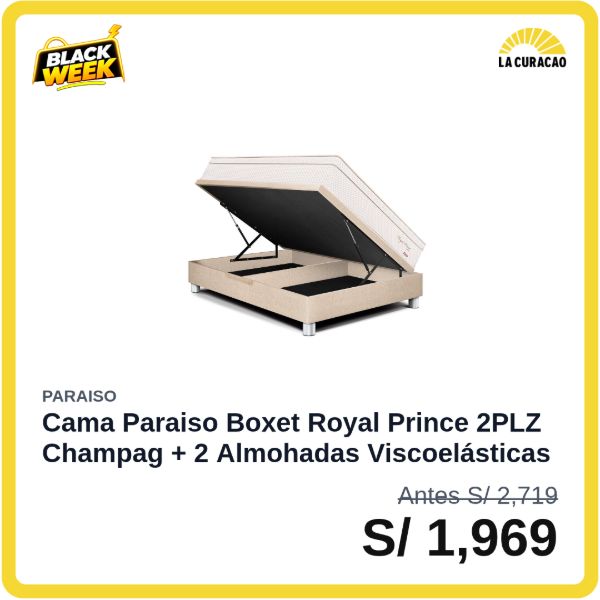 BLACK
WEEK
LA CURACAO
PARAISO
Cama Paraiso Boxet Royal Prince 2PLZ
Champag + 2 Almohadas Viscoelásticas
Antes S/ 2,719
S/ 1,969